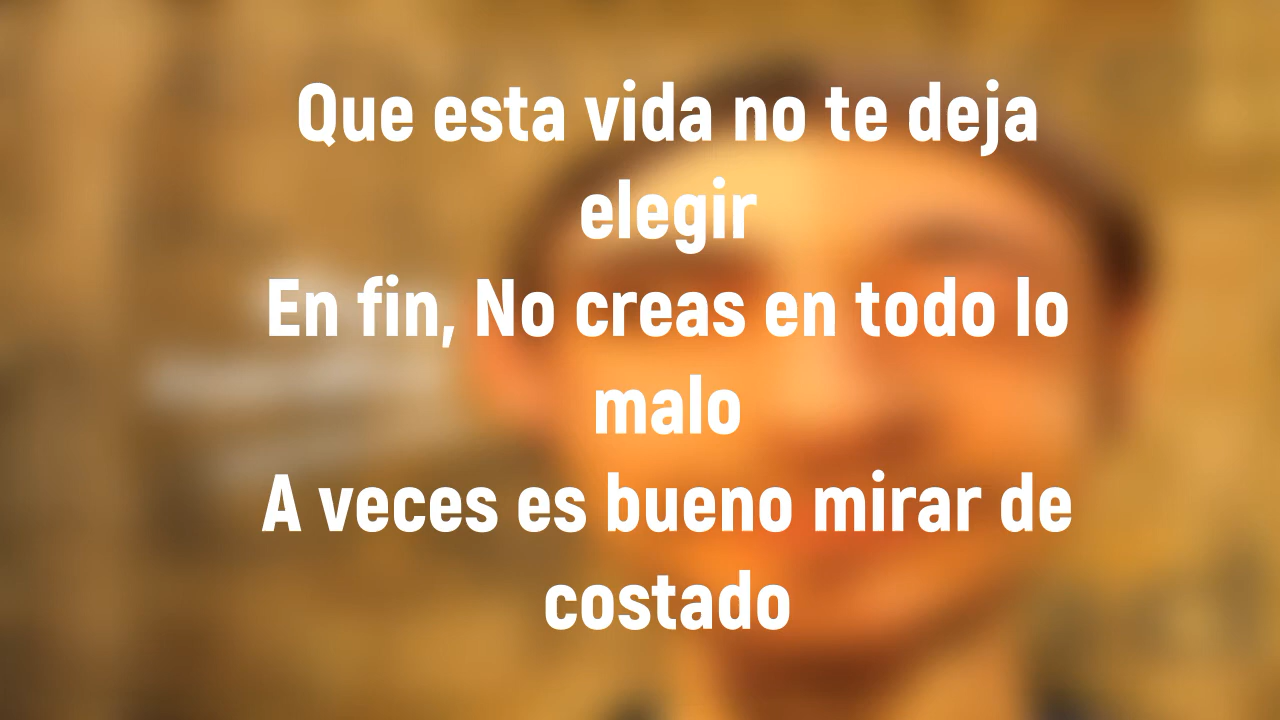 Que esta vida no te deja
elegir
En fin, No creas en todo lo
malo
A veces es bueno mirar de
costado